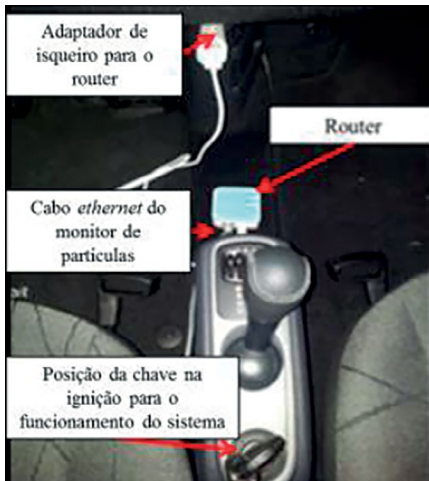 Adaptador de
isqueiro para o
router
Router
Cabo ethernet do
monitor de
particulas
Posição da chave na
ignição para o
funcionamento do sistema